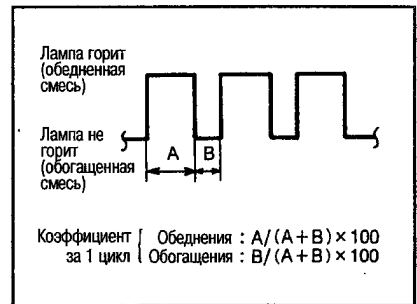 Лампа горит
(обедненная
смесь)
Лампа не
горит
(обогащенная
смесь)
A
B
Коэффициент
за 1 цикл
Обеднения : A/(A+B)×100
Обогащения : B/(A+B)×100